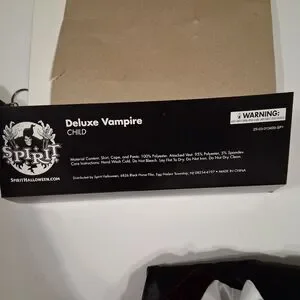 Deluxe Vampire
CHILD
SPIRIT
SPIRITHALLOWEEN.COM
WARNING:
Material Content: Shirt, Cape, and Pants: 100% Polyester. Attached Vest: 95% Polyester, 5% Spandex.
Care Instructions: Hand Wash Cold. Do Not Bleach. Lay Flat To Dry. Do Not Iron. Do Not Dry Clean.
Distributed by Spirit Halloween, 6826 Black Horse Pike, Egg Harbor Township, NJ 08234-4197 • MADE IN CHINA